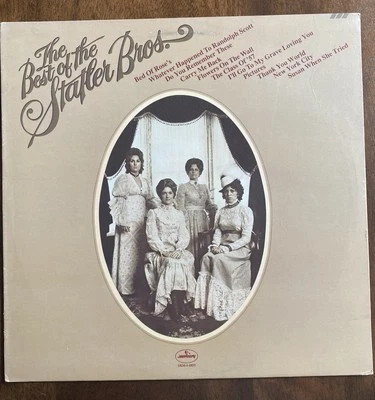 The
Best of the
Statler Bros.
Bed Of Rose's
Whatever Happened To Randolph Scott
Do You Remember These
Carry Me Back
Flowers On The Wall
The Class Of '57
I'll Go To My Grave Loving You
Pictures
Thank You World
New York City
Susan When She Tried
mercury